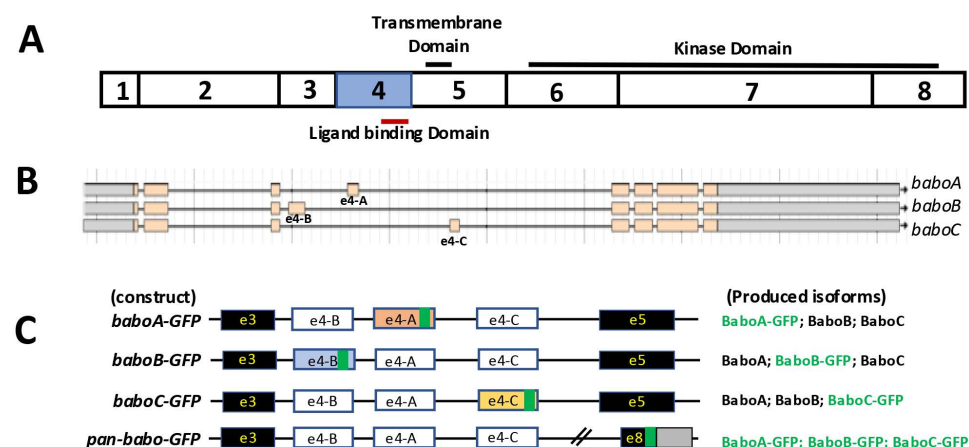 A
Transmembrane
Domain
Kinase Domain
1 2 3 4 5 6 7 8
Ligand binding Domain
B
baboA
e4-A
baboB
e4-B
baboC
e4-C
C
(construct) (Produced isoforms)
baboA-GFP e3 e4-B e4-A e4-C e5 BaboA-GFP; BaboB; BaboC
baboB-GFP e3 e4-B e4-A e4-C e5 BaboA; BaboB-GFP; BaboC
baboC-GFP e3 e4-B e4-A e4-C e5 BaboA; BaboB; BaboC-GFP
pan-babo-GFP e3 e4-B e4-A e4-C // e8 BaboA-GFP; BaboB-GFP; BaboC-GFP